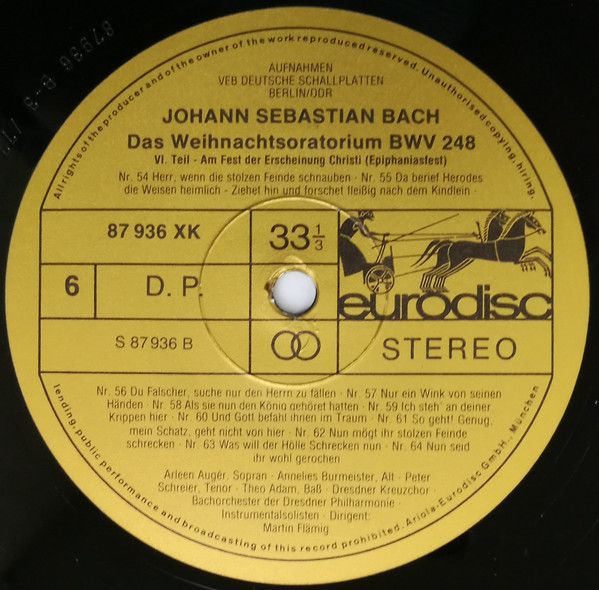 All rights of the producer and of the owner of the work reproduced reserved. Unauthorised copying, hiring,
AUFNAHMEN
VEB DEUTSCHE SCHALLPLATTEN
BERLIN/DDR
JOHANN SEBASTIAN BACH
Das Weihnachtsoratorium BWV 248
VI. Teil - Am Fest der Erscheinung Christi (Epiphaniasfest)
Nr. 54 Herr, wenn die stolzen Feinde schnauben · Nr. 55 Da berief Herodes
die Weisen heimlich - Ziehet hin und forschet fleißig nach dem Kindlein ·
87 936 XK
33 1/3
6
D. P.
eurodisc
S 87 936 B
STEREO
Nr. 56 Du Falscher, suche nur den Herrn zu fällen · Nr. 57 Nur ein Wink von seinen
Händen · Nr. 58 Als sie nun den König gehöret hatten · Nr. 59 Ich steh' an deiner
Krippen hier · Nr. 60 Und Gott befahl ihnen im Traum · Nr. 61 So geht! Genug,
mein Schatz, geht nicht von hier · Nr. 62 Nun mögt ihr stolzen Feinde
schrecken · Nr. 63 Was will der Hölle Schrecken nun · Nr. 64 Nun seid
ihr wohl gerochen
Arleen Augér, Sopran · Annelies Burmeister, Alt · Peter
Schreier, Tenor · Theo Adam, Baß · Dresdner Kreuzchor ·
Bachorchester der Dresdner Philharmonie ·
Instrumentalsolisten · Dirigent:
Martin Flämig
lending, public performance and broadcasting of this record prohibited. Ariola-Eurodisc GmbH., München